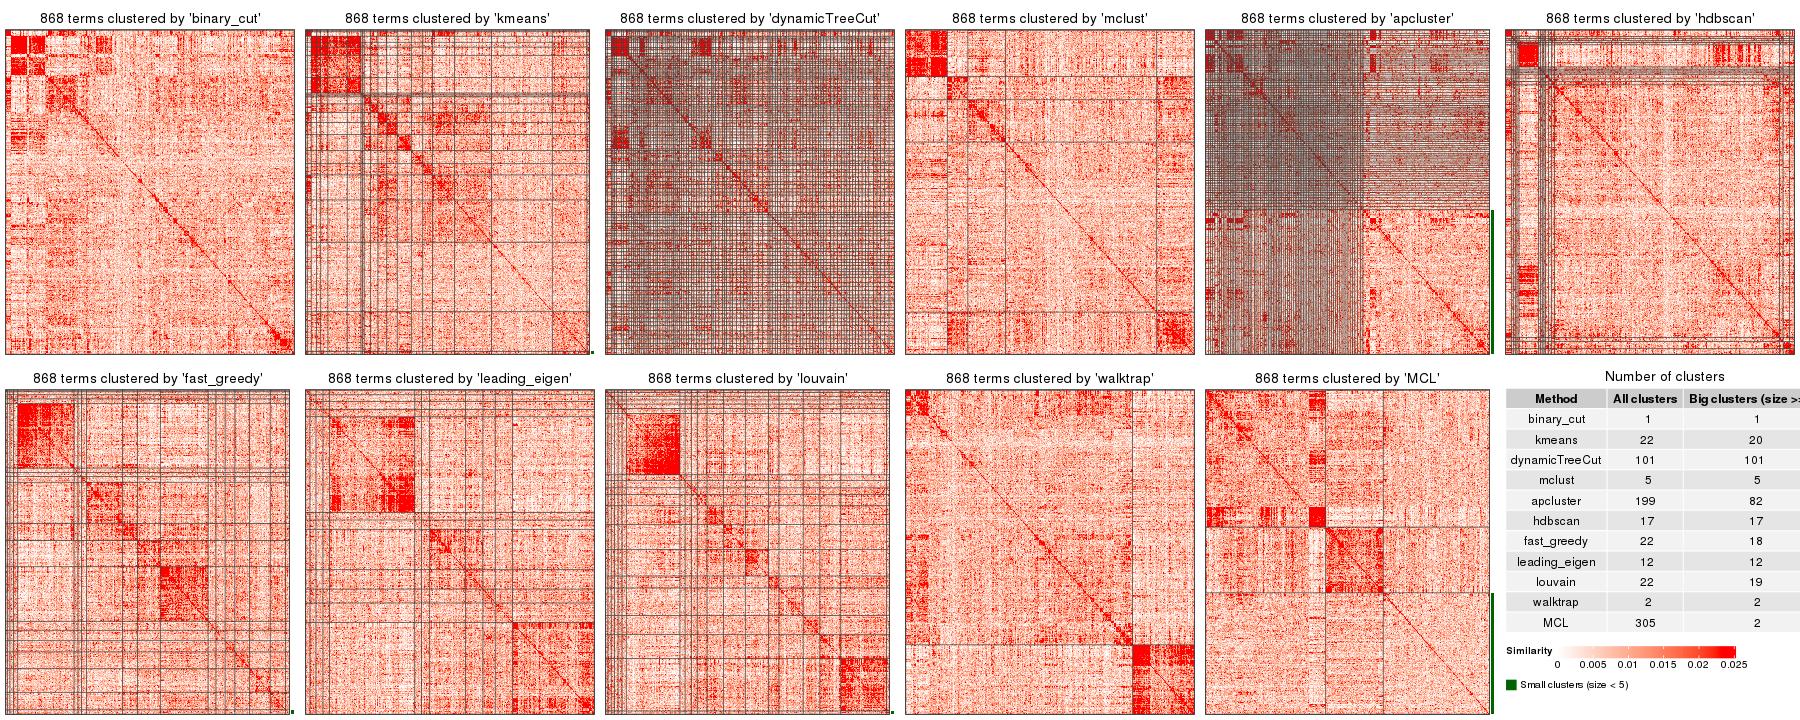 868 terms clustered by 'binary_cut'
868 terms clustered by 'kmeans'
868 terms clustered by 'dynamicTreeCut'
868 terms clustered by 'mclust'
868 terms clustered by 'apcluster'
868 terms clustered by 'hdbscan'
868 terms clustered by 'fast_greedy'
868 terms clustered by 'leading_eigen'
868 terms clustered by 'louvain'
868 terms clustered by 'walktrap'
868 terms clustered by 'MCL'
Number of clusters
Method All clusters Big clusters (size >=
binary_cut 1 1
kmeans 22 20
dynamicTreeCut 101 101
mclust 5 5
apcluster 199 82
hdbscan 17 17
fast_greedy 22 18
leading_eigen 12 12
louvain 22 19
walktrap 2 2
MCL 305 2
Similarity
0 0.005 0.01 0.015 0.02 0.025
Small clusters (size < 5)